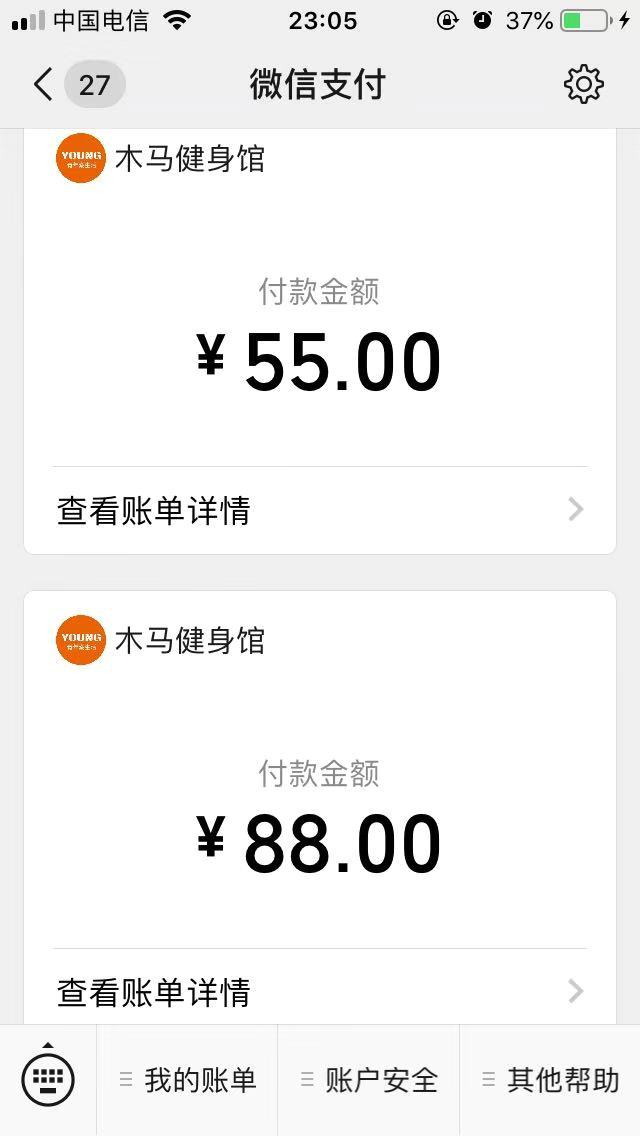 中国电信 23:05 37%
27 微信支付
YOUNG 木马健身馆
付款金额
¥ 55.00
查看账单详情
YOUNG 木马健身馆
付款金额
¥ 88.00
查看账单详情
我的账单 账户安全 其他帮助